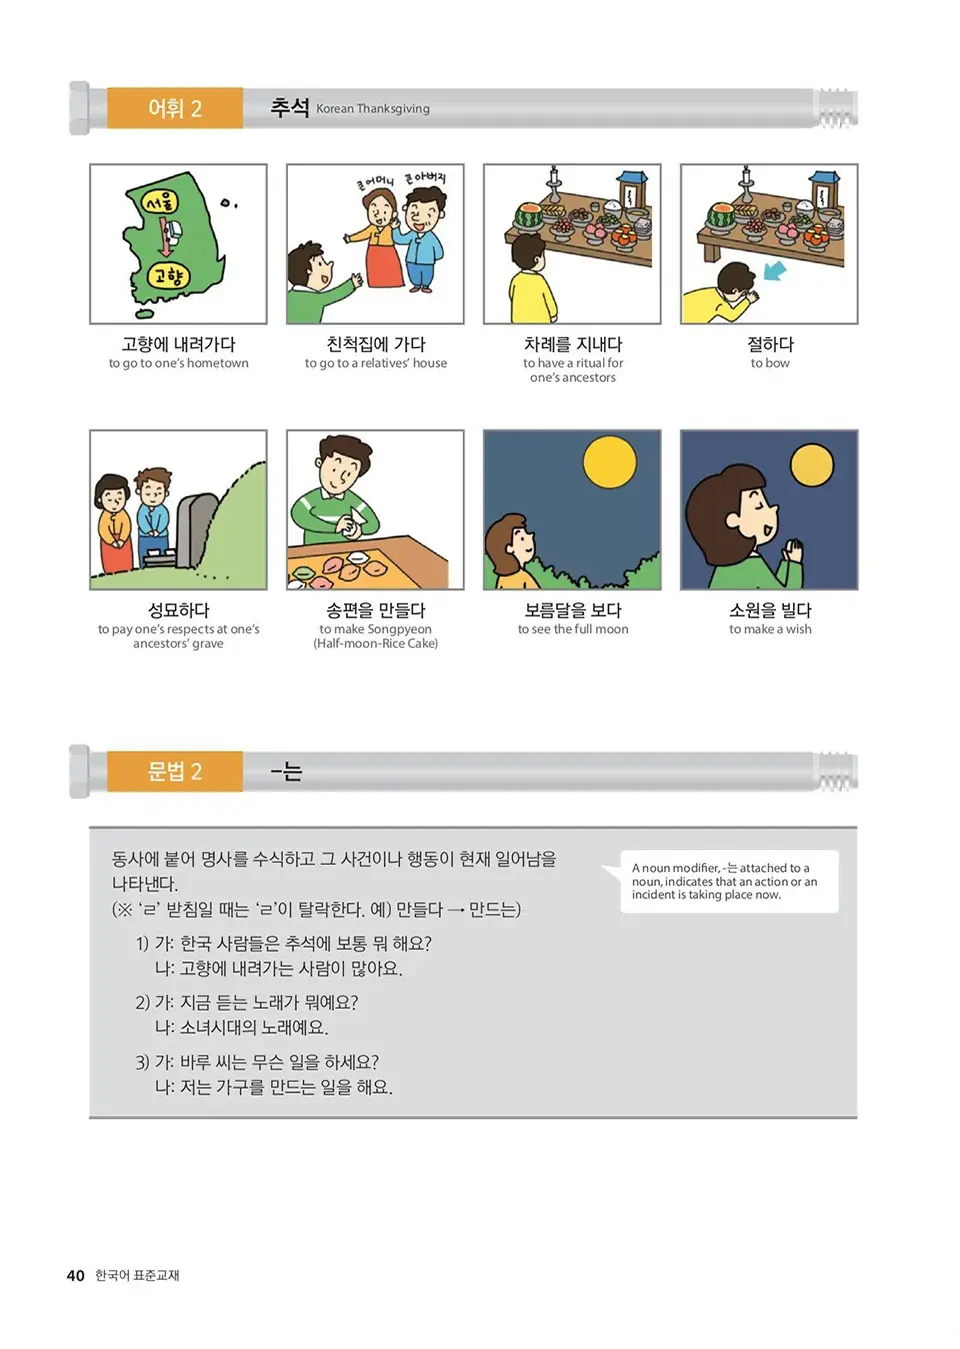 어휘 2 추석 Korean Thanksgiving
서울
고향
큰어머니 큰아버지
고향에 내려가다
to go to one's hometown
친척집에 가다
to go to a relatives' house
차례를 지내다
to have a ritual for
one's ancestors
절하다
to bow
성묘하다
to pay one's respects at one's
ancestors' grave
송편을 만들다
to make Songpyeon
(Half-moon-Rice Cake)
보름달을 보다
to see the full moon
소원을 빌다
to make a wish
문법 2 -는
동사에 붙어 명사를 수식하고 그 사건이나 행동이 현재 일어남을
나타낸다.
(※ ‘ㄹ’ 받침일 때는 ‘ㄹ’이 탈락한다. 예) 만들다 → 만드는)
A noun modifier, -는 attached to a
noun, indicates that an action or an
incident is taking place now.
1) 가: 한국 사람들은 추석에 보통 뭐 해요?
나: 고향에 내려가는 사람이 많아요.
2) 가: 지금 듣는 노래가 뭐예요?
나: 소녀시대의 노래예요.
3) 가: 바루 씨는 무슨 일을 하세요?
나: 저는 가구를 만드는 일을 해요.
40 한국어 표준교재